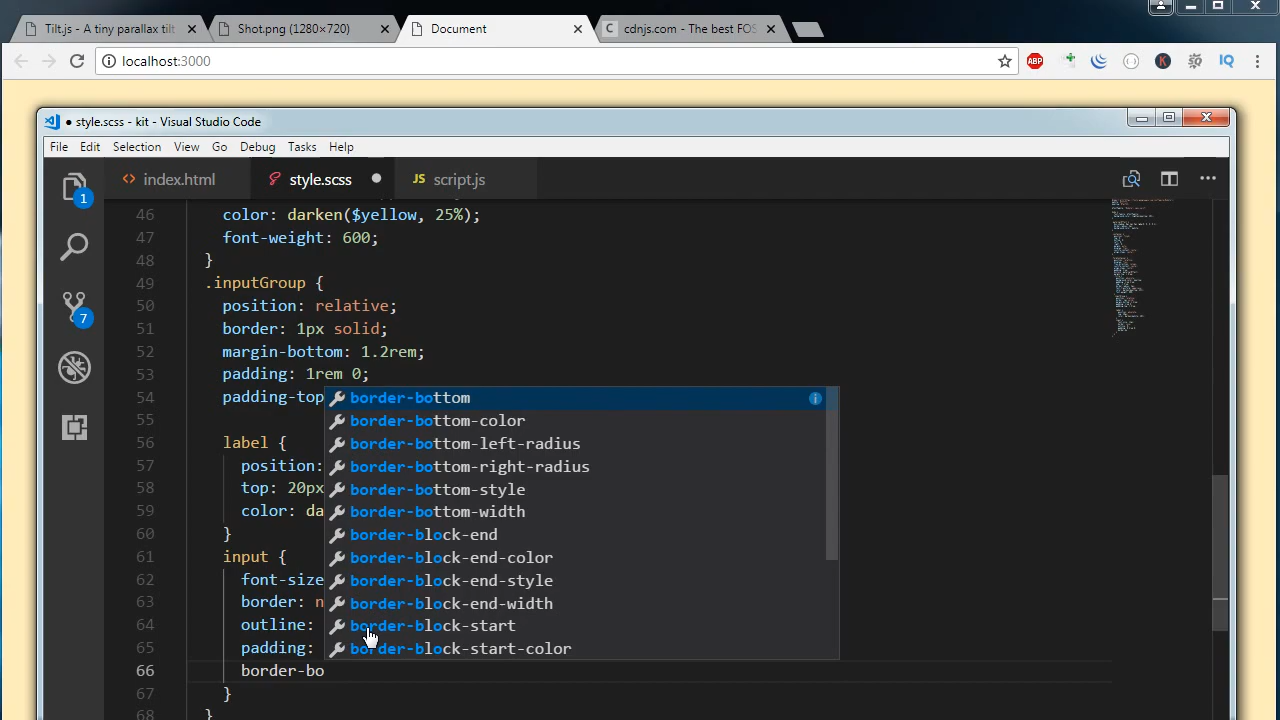 Tilt.js - A tiny parallax tilt
Shot.png (1280×720)
Document
cdnjs.com - The best FOS
localhost:3000
ABP
K
IQ
● style.scss - kit - Visual Studio Code
File Edit Selection View Go Debug Tasks Help
1
index.html
style.scss
JS script.js
46 color: darken($yellow, 25%);
47 font-weight: 600;
48 }
49 .inputGroup {
50 position: relative;
51 border: 1px solid;
52 margin-bottom: 1.2rem;
53 padding: 1rem 0;
54 padding-top
55
56 label {
57 position:
58 top: 20px
59 color: da
60 }
61 input {
62 font-size
63 border: n
64 outline:
65 padding:
66 border-bo
67 }
68 }
7
border-bottom
border-bottom-color
border-bottom-left-radius
border-bottom-right-radius
border-bottom-style
border-bottom-width
border-block-end
border-block-end-color
border-block-end-style
border-block-end-width
border-block-start
border-block-start-color